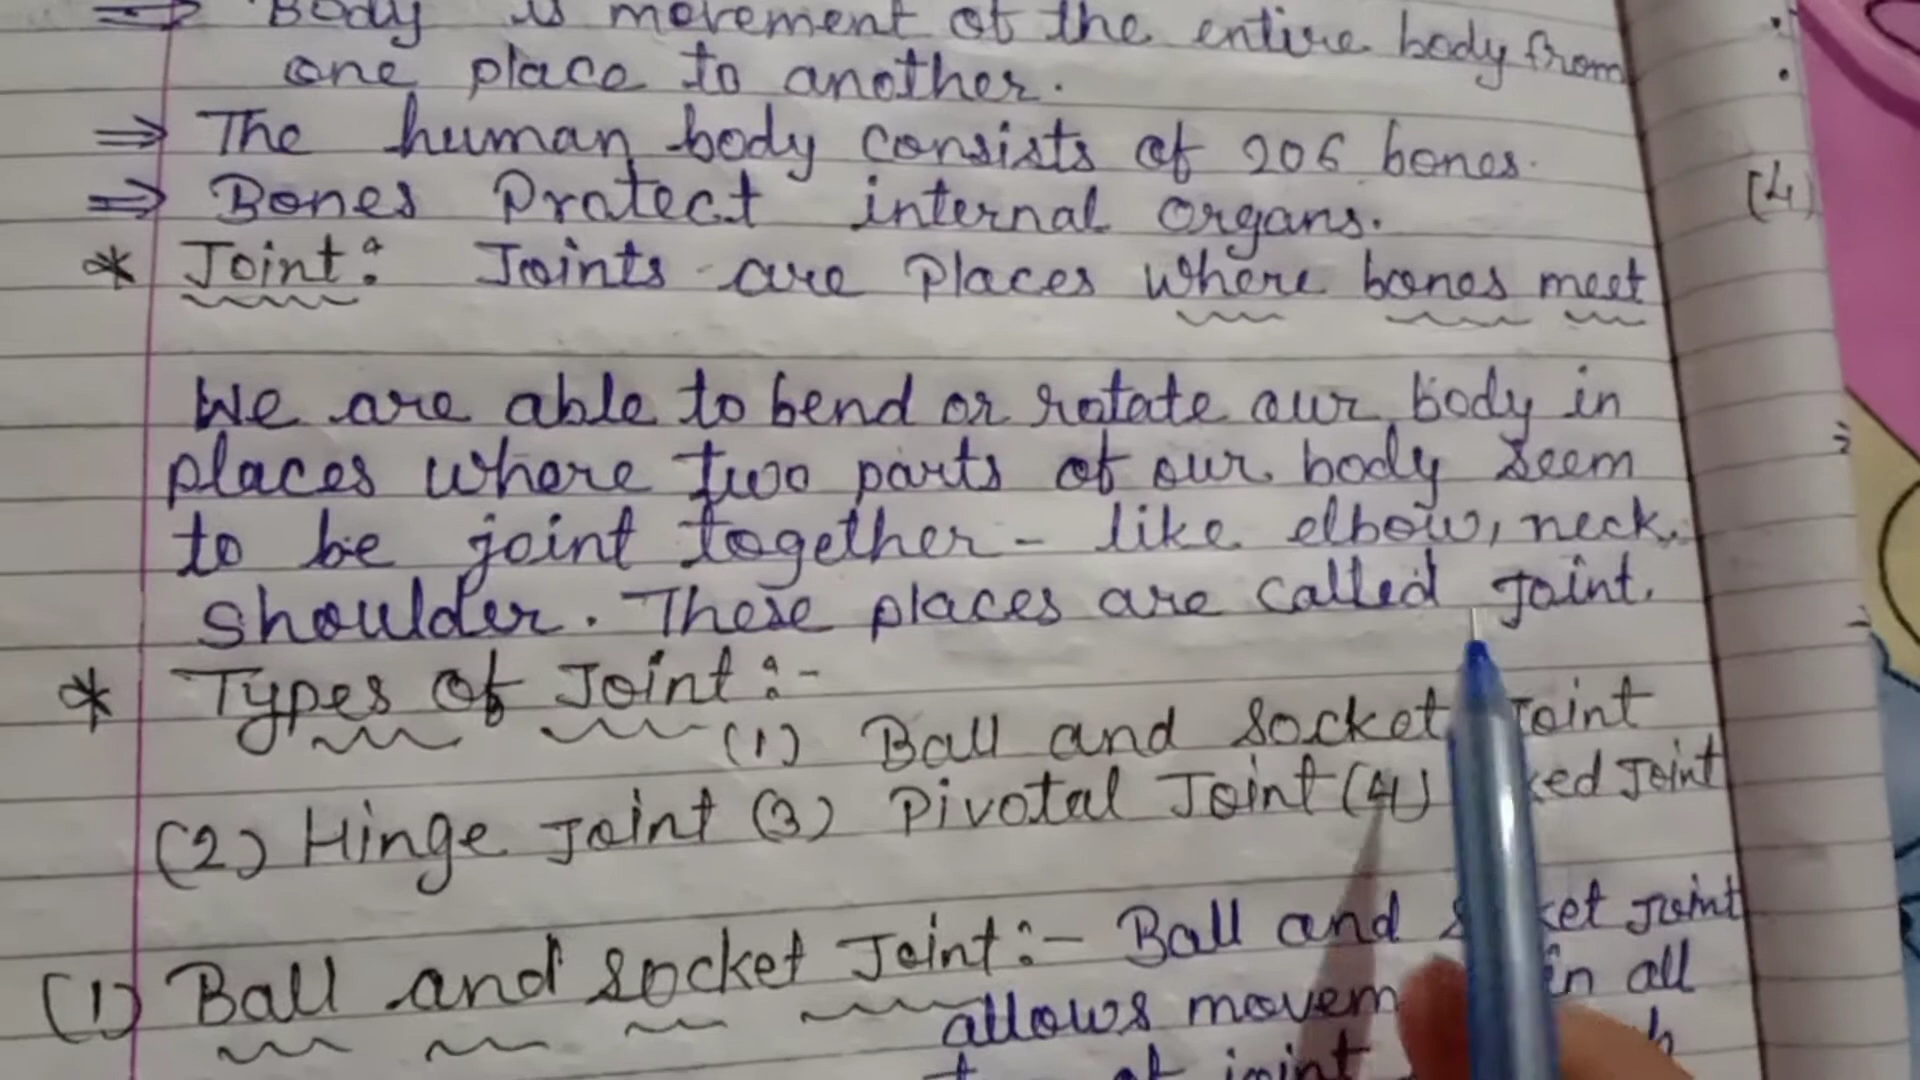 ⇒ Body is movement of the entire body from
one place to another.
⇒ The human body consists of 206 bones.
⇒ Bones Protect internal organs.
* Joint: Joints are Places where bones meet
We are able to bend or rotate our body in
places where two parts of our body seem
to be joint together - like elbow, neck,
shoulder. These places are called Joint.
* Types of Joint:-
(1) Ball and Socket Joint
(2) Hinge Joint (3) Pivotal Joint (4) Joint
(1) Ball and Socket Joint:- Ball and Joint
allows in all
of joint
(4)